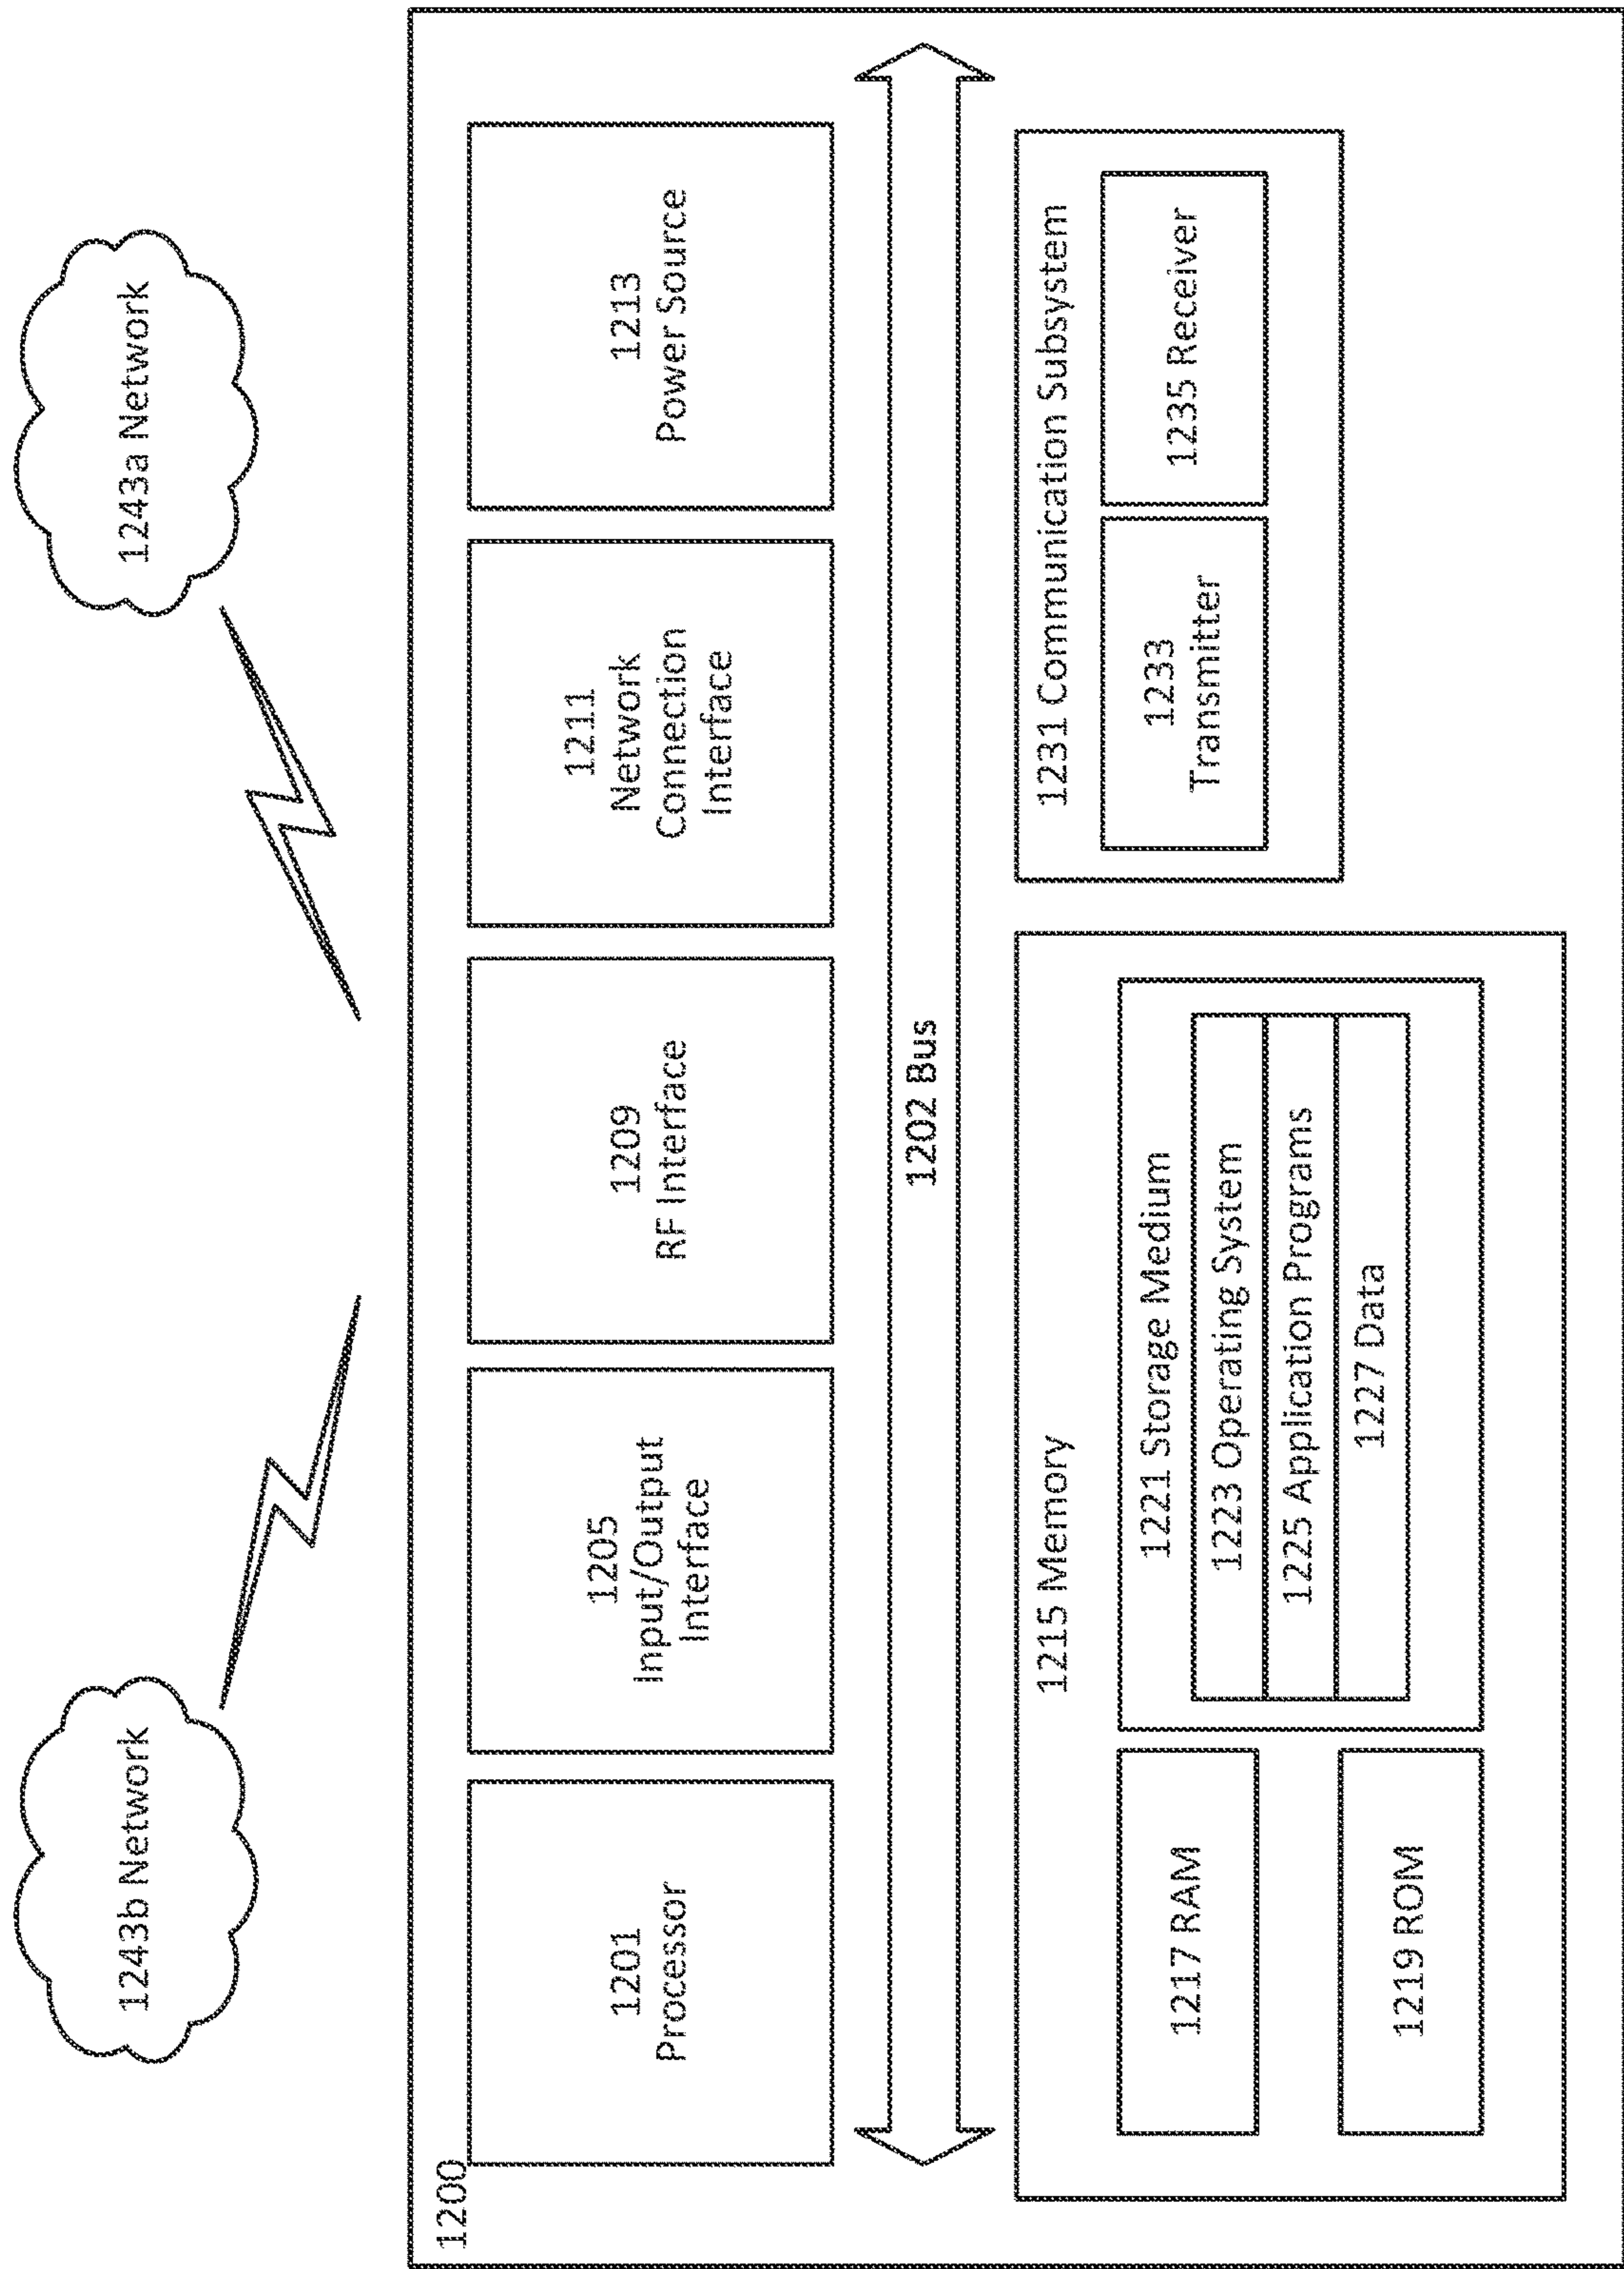 1243b Network
1243a Network
1200
1201
Processor
1205
Input/Output
Interface
1209
RF Interface
1211
Network
Connection
Interface
1213
Power Source
1202 Bus
1215 Memory
1217 RAM
1219 ROM
1221 Storage Medium
1223 Operating System
1225 Application Programs
1227 Data
1231 Communication Subsystem
1233
Transmitter
1235 Receiver